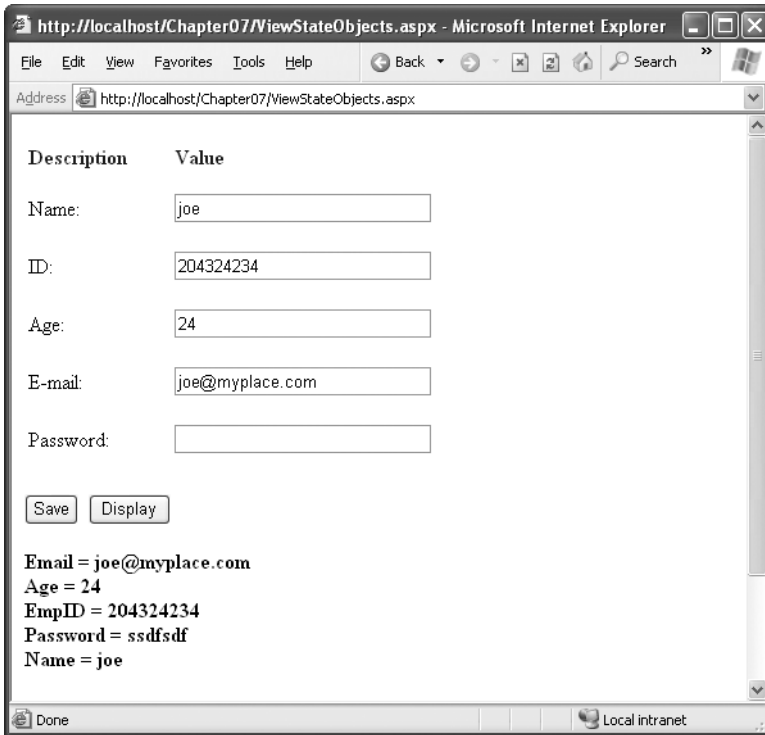 http://localhost/Chapter07/ViewStateObjects.aspx - Microsoft Internet Explorer
File Edit View Favorites Tools Help Back Search »
Address http://localhost/Chapter07/ViewStateObjects.aspx
Description Value
Name: joe
ID: 204324234
Age: 24
E-mail: joe@myplace.com
Password:
Save Display
Email = joe@myplace.com
Age = 24
EmpID = 204324234
Password = ssdfsdf
Name = joe
Done Local intranet